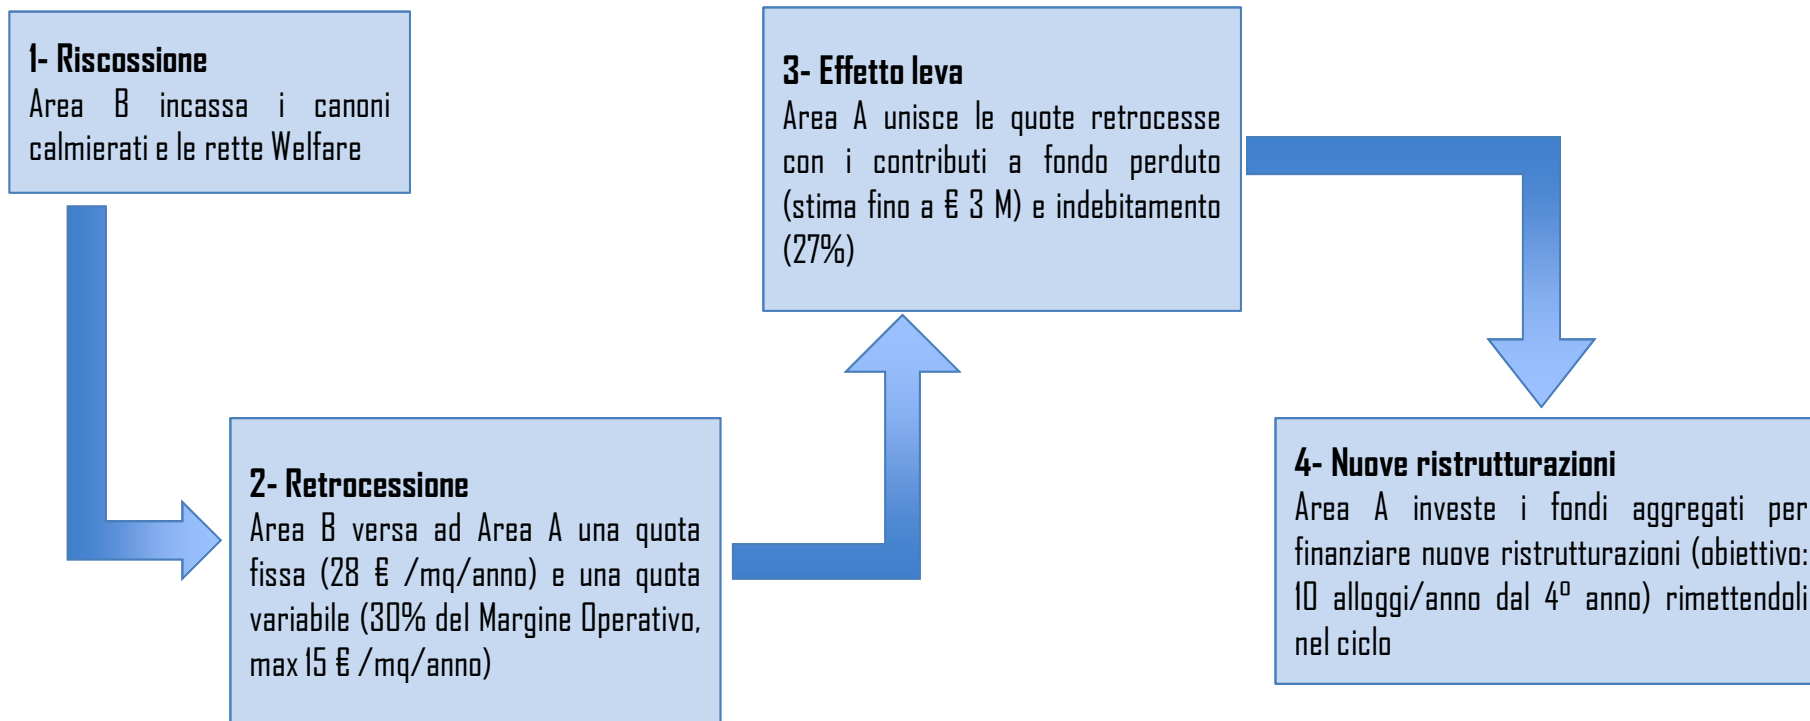 1- Riscossione
Area B incassa i canoni
calmierati e le rette Welfare
2- Retrocessione
Area B versa ad Area A una quota
fissa (28 € /mq/anno) e una quota
variabile (30% del Margine Operativo,
max 15 € /mq/anno)
3- Effetto leva
Area A unisce le quote retrocesse
con i contributi a fondo perduto
(stima fino a € 3 M) e indebitamento
(27%)
4- Nuove ristrutturazioni
Area A investe i fondi aggregati per
finanziare nuove ristrutturazioni (obiettivo:
10 alloggi/anno dal 4º anno) rimettendoli
nel ciclo